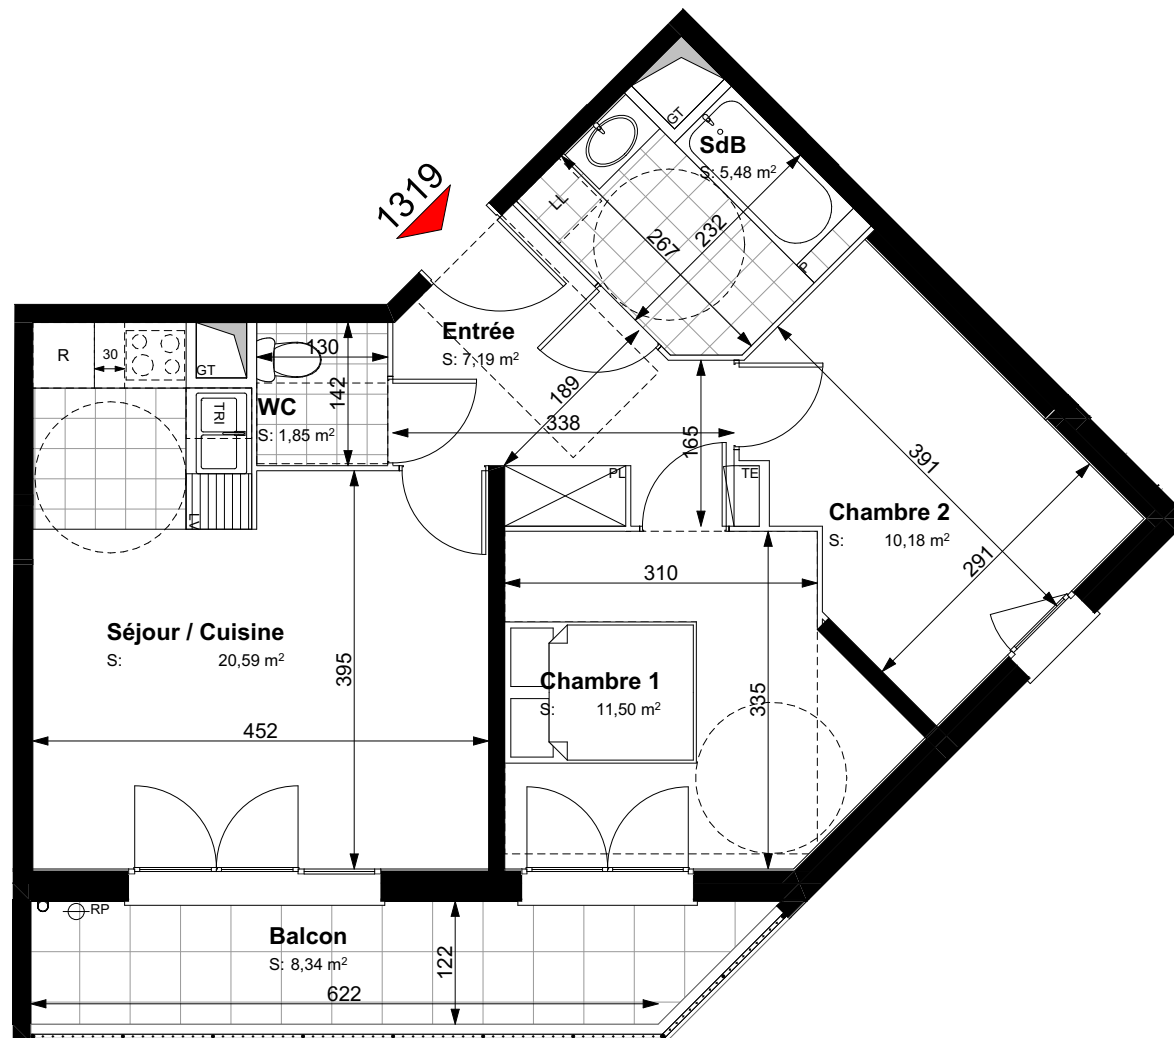 1319
GT
SdB
S: 5,48 m²
LL
267
232
P
Entrée
S: 7,19 m²
R
30
GT
130
142
WC
S: 1,85 m²
TRI
LV
189
338
165
PL
TE
391
Chambre 2
S: 10,18 m²
291
310
Séjour / Cuisine
S: 20,59 m²
395
Chambre 1
S: 11,50 m²
335
452
RP
Balcon
S: 8,34 m²
122
622